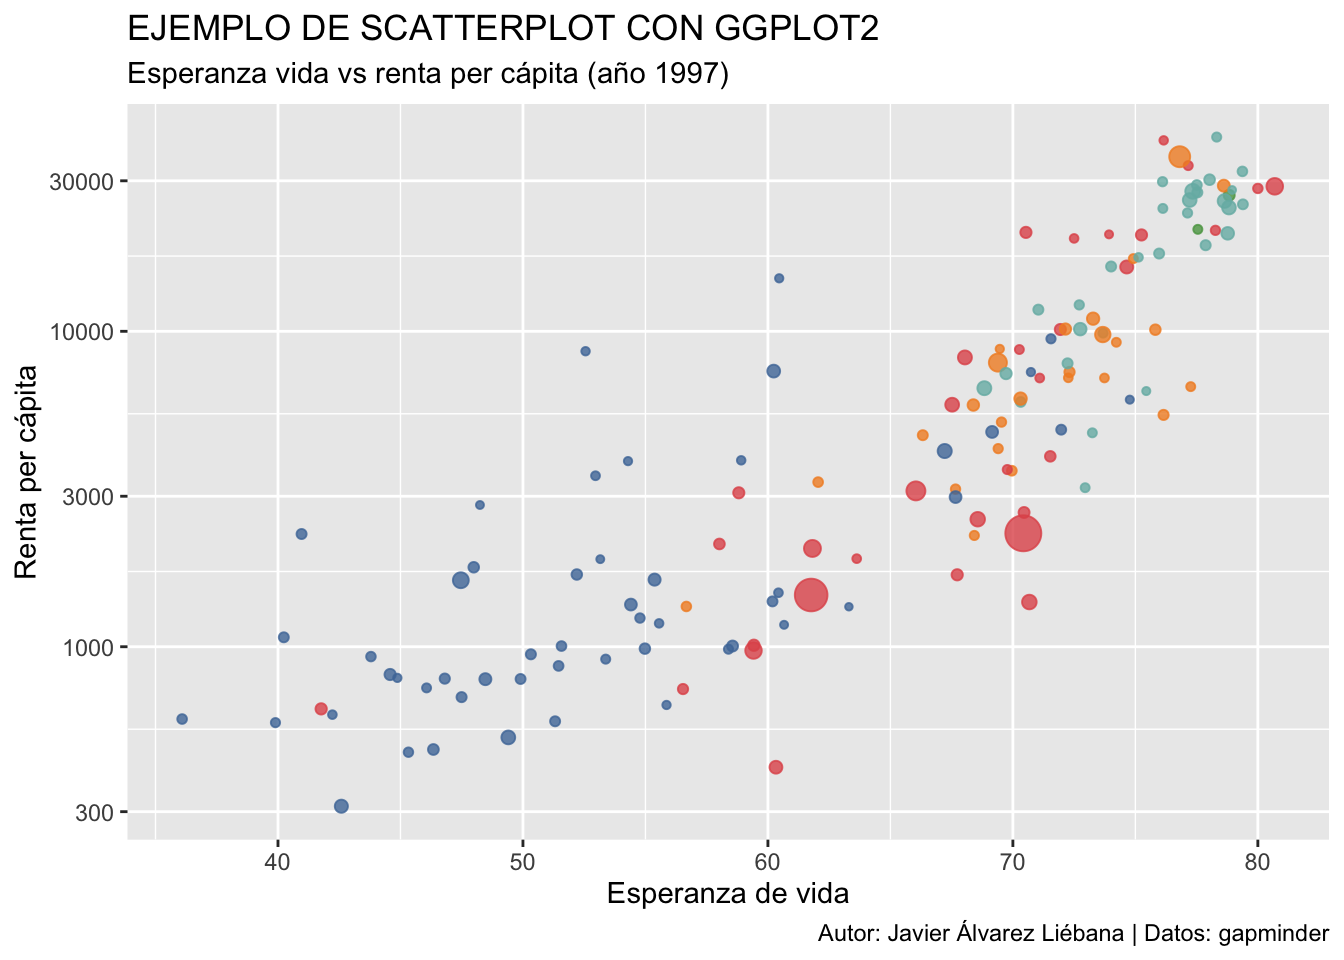 EJEMPLO DE SCATTERPLOT CON GGPLOT2
Esperanza vida vs renta per cápita (año 1997)
Renta per cápita
30000
10000
3000
1000
300
40 50 60 70 80
Esperanza de vida
Autor: Javier Álvarez Liébana | Datos: gapminder